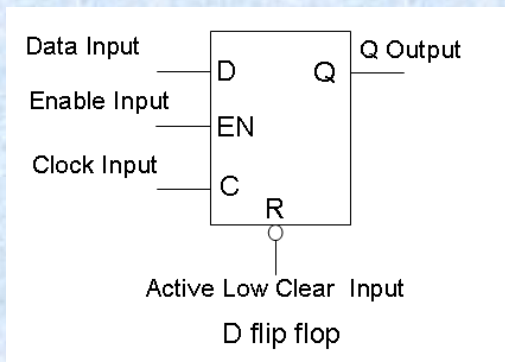 Data Input
Q Output
D
Q
Enable Input
EN
Clock Input
C
R
Active Low Clear Input
D flip flop